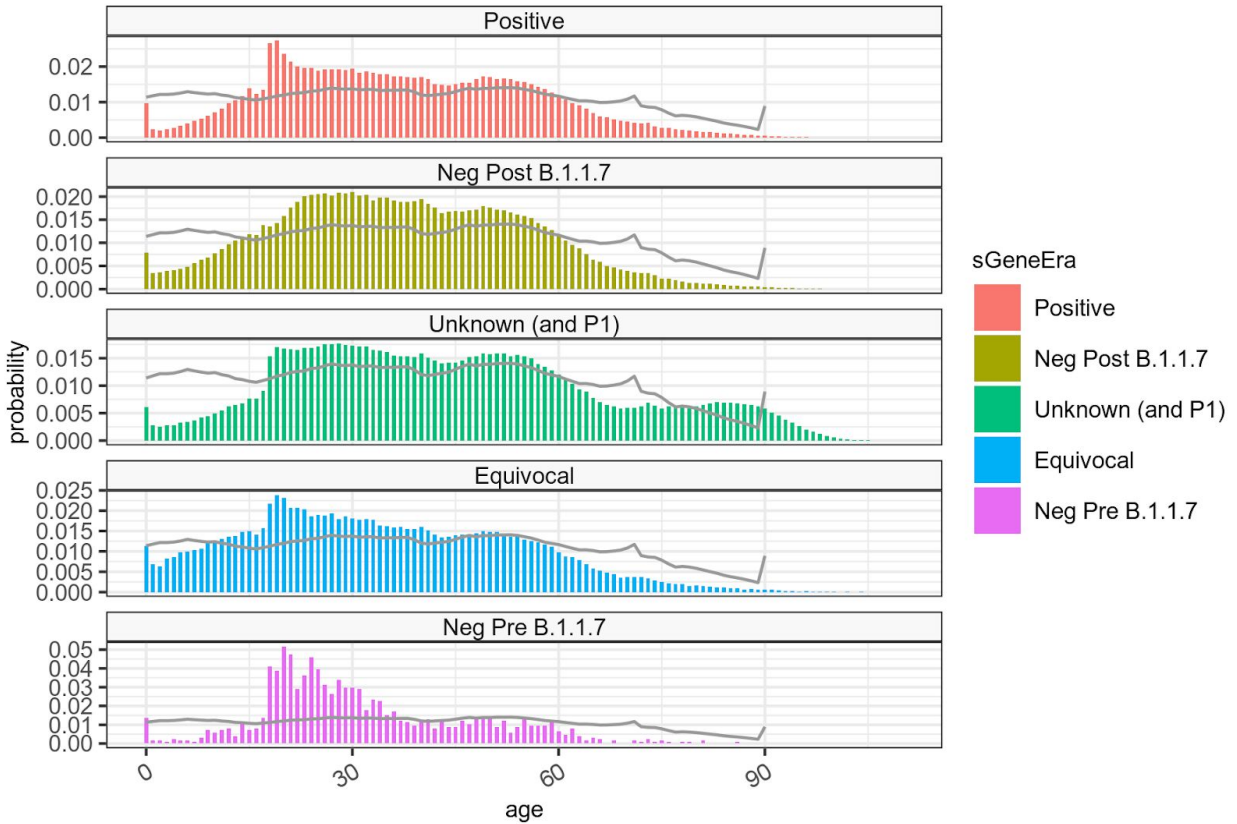 Positive
0.02
0.01
0.00
Neg Post B.1.1.7
0.020
0.015
0.010
0.005
0.000
Unknown (and P1)
0.015
0.010
0.005
0.000
Equivocal
0.025
0.020
0.015
0.010
0.005
0.000
Neg Pre B.1.1.7
0.05
0.04
0.03
0.02
0.01
0.00
0
30
60
90
age
probability
sGeneEra
Positive
Neg Post B.1.1.7
Unknown (and P1)
Equivocal
Neg Pre B.1.1.7